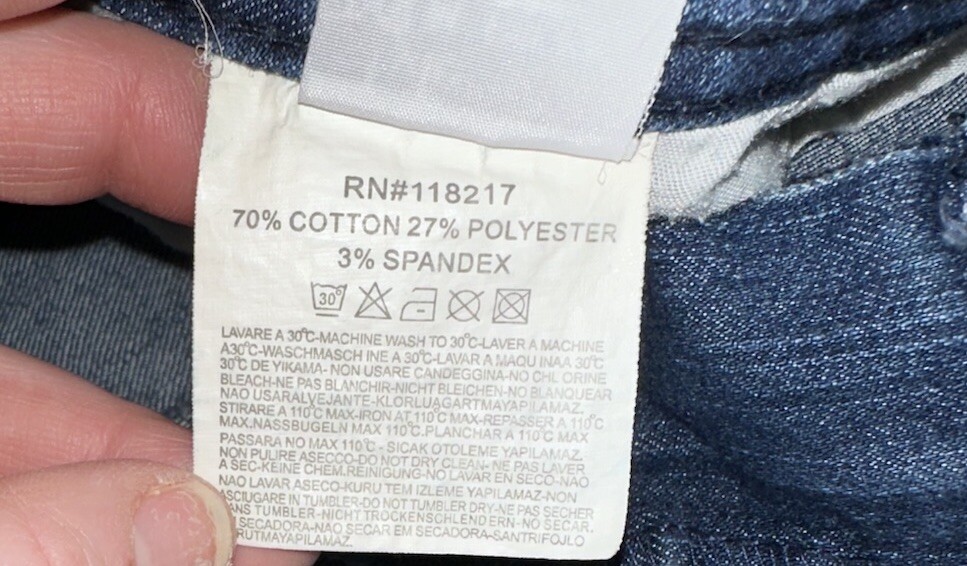 RN#118217
70% COTTON 27% POLYESTER
3% SPANDEX
30°
LAVARE A 30°C-MACHINE WASH TO 30°C-LAVER A MACHINE
A30°C-WASCHMASCH INE A 30°C-LAVAR A MAQU INAA 30°C
30°C DE YIKAMA- NON USARE CANDEGGINA-NO CHL ORINE
BLEACH-NE PAS BLANCHIR-NICHT BLEICHEN-NO BLANQUEAR
NAO USARALVEJANTE-KLORLUAGARTMAYAPILAMAZ.
STIRARE A 110°C MAX-IRON AT 110°C MAX-REPASSER A 110°C
MAX.NASSBUGELN MAX 110°C.PLANCHAR A 110°C MAX
PASSARA NO MAX 110°C - SICAK OTOLEME YAPILAMAZ.
NON PULIRE ASECCO-DO NOT DRY CLEAN- NE PAS LAVER
A SEC-KEINE CHEM.REINIGUNG-NO LAVAR EN SECO-NAO
NAO LAVAR ASECO-KURU TEM IZLEME YAPILAMAZ-NON
ASCIUGARE IN TUMBLER-DO NOT TUMBLER DRY-NE PAS SECHER
ANS TUMBLER-NICHT TROCKENSCHLEND ERN-NO SECAR.
SECADORA-NAO SECAR EM SECADORA-SANTRIFOJLO
RUTMAYAPILAMAZ.